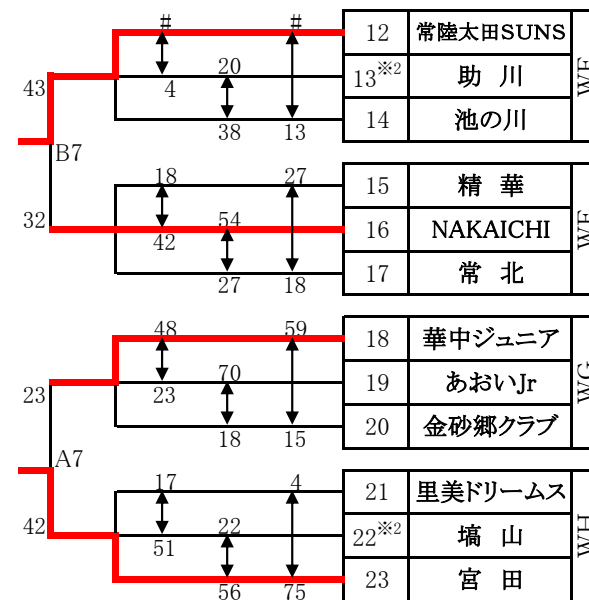 # #
12 常陸太田SUNS
20
13※2 助 川
43 4
14 池の川
38 13
B7
18 27
15 精 華
32 54
16 NAKAICHI
42
17 常 北
27 18
48 59
18 華中ジュニア
70
19 あおいJr
23 23
20 金砂郷クラブ
18 15
A7
17 4
21 里美ドリームス
42 22
22※2 塙 山
51
23 宮 田
56 75
WG
WH